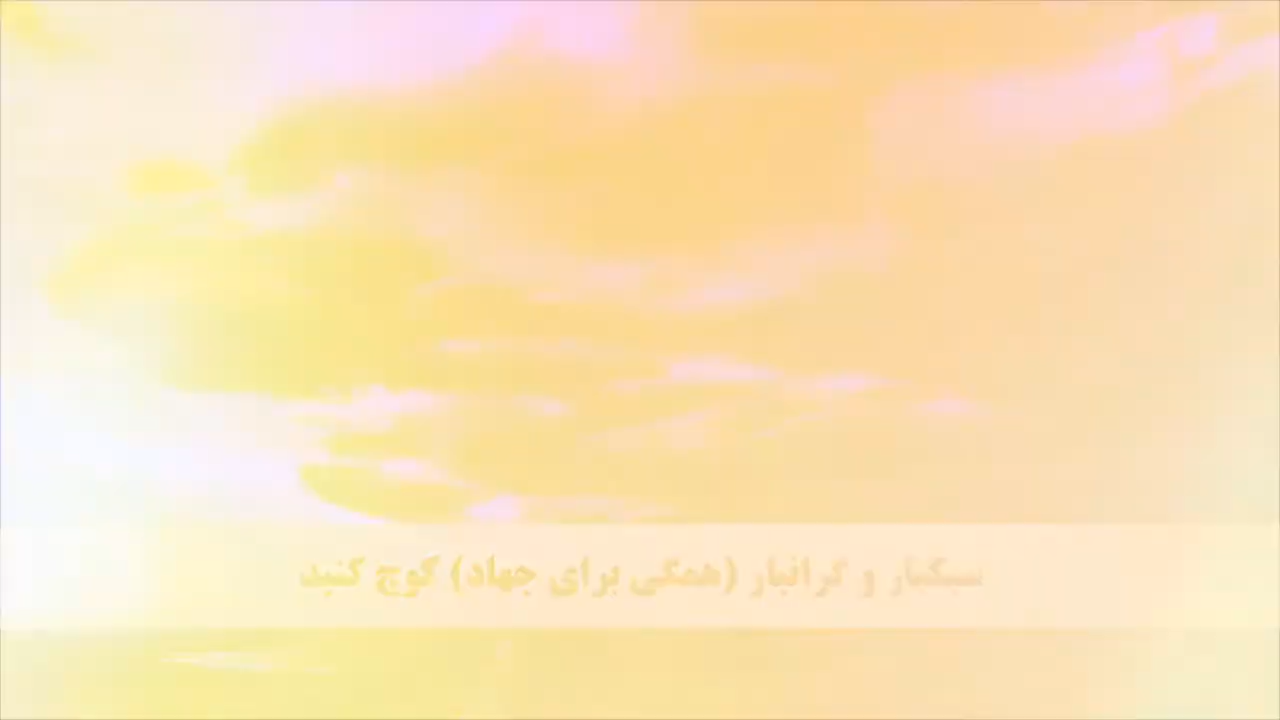 سبکبار و گرانبار (همگی برای جهاد) کوچ کنید